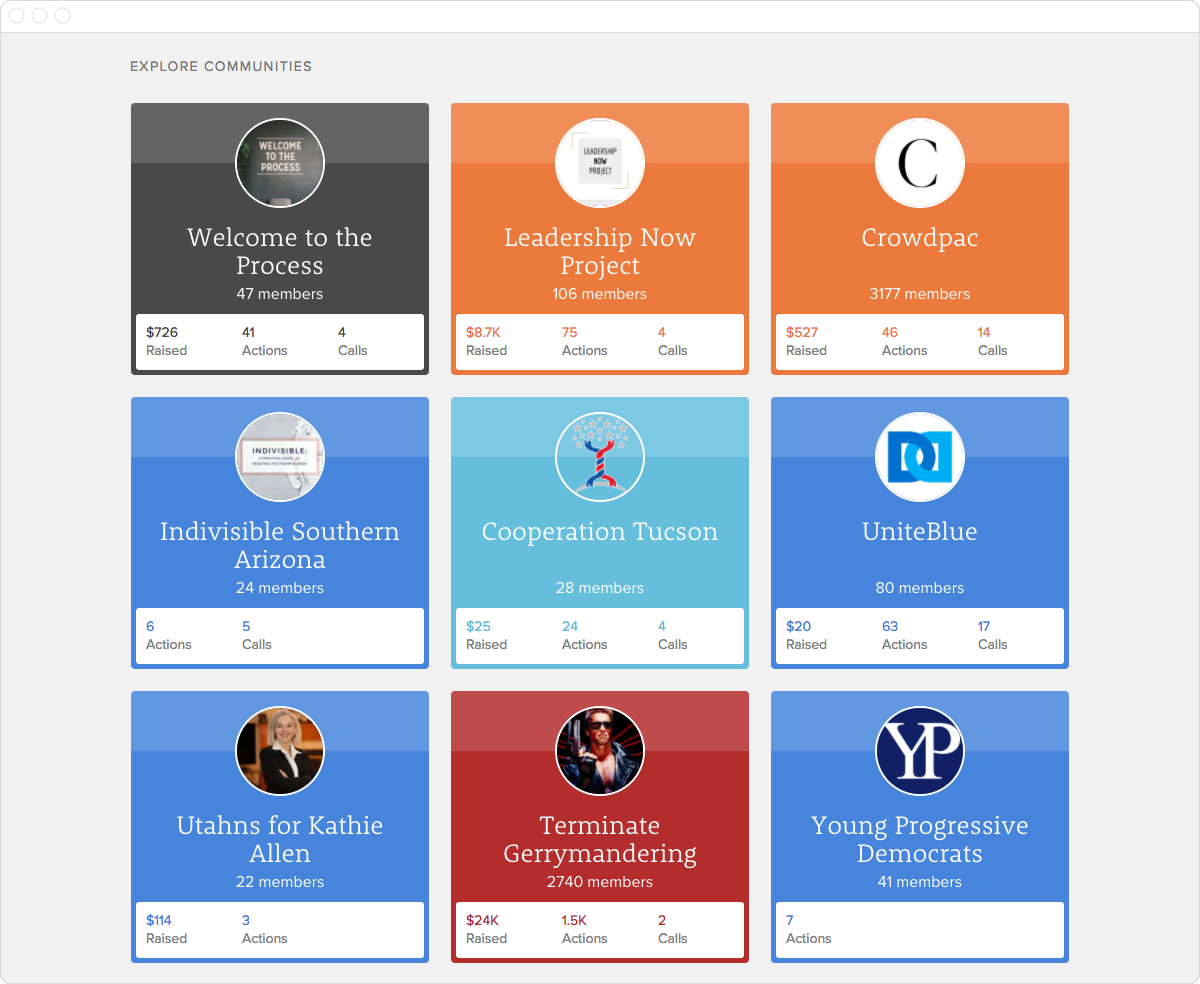 EXPLORE COMMUNITIES
WELCOME
TO THE
PROCESS
Welcome to the
Process
47 members
$726 41 4
Raised Actions Calls
LEADERSHIP
NOW
PROJECT
Leadership Now
Project
106 members
$8.7K 75 4
Raised Actions Calls
C
Crowdpac
3177 members
$527 46 14
Raised Actions Calls
INDIVISIBLE:
A PRACTICAL GUIDE
RESISTING THE TRUMP AGENDA
Indivisible Southern
Arizona
24 members
6 5
Actions Calls
Cooperation Tucson
28 members
$25 24 4
Raised Actions Calls
UniteBlue
80 members
$20 63 17
Raised Actions Calls
Utahns for Kathie
Allen
22 members
$114 3
Raised Actions
Terminate
Gerrymandering
2740 members
$24K 1.5K 2
Raised Actions Calls
YP
Young Progressive
Democrats
41 members
7
Actions